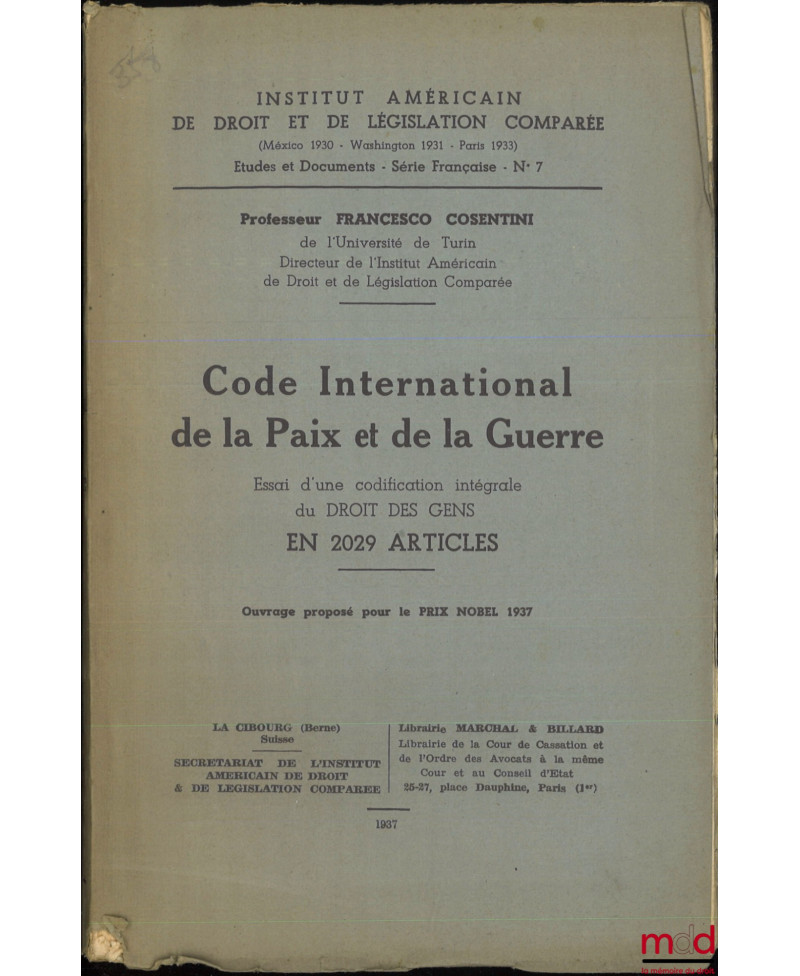 INSTITUT AMÉRICAIN
DE DROIT ET DE LÉGISLATION COMPARÉE
(México 1930 - Washington 1931 - Paris 1933)
Etudes et Documents - Série Française - N° 7
Professeur FRANCESCO COSENTINI
de l'Université de Turin
Directeur de l'Institut Américain
de Droit et de Législation Comparée
Code International
de la Paix et de la Guerre
Essai d'une codification intégrale
du DROIT DES GENS
EN 2029 ARTICLES
Ouvrage proposé pour le PRIX NOBEL 1937
LA CIBOURG (Berne)
Suisse
SECRETARIAT DE L'INSTITUT
AMERICAIN DE DROIT
& DE LEGISLATION COMPAREE
Librairie MARCHAL & BILLARD
Librairie de la Cour de Cassation et
de l'Ordre des Avocats à la même
Cour et au Conseil d'Etat
25-27, place Dauphine, Paris (1er)
1937
mdd
la mémoire du droit